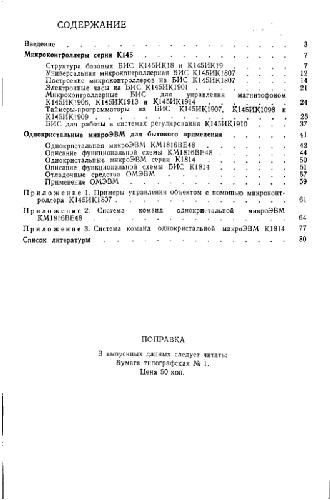 СОДЕРЖАНИЕ
Введение 3
Микроконтроллеры серии К145 7
Структура базовых БИС К145ИК18 и К145ИК19 7
Универсальная микроконтроллерная БИС К145ИК1807 12
Построение микроконтроллеров на БИС К145ИК1807 14
Электронные часы на БИС К145ИК1901 21
Микроконтроллерные БИС для управления магнитофоном
К145ИК1906, К145ИК1913 и К145ИК1914 24
Таймеры-программаторы на БИС К145ИК1907, К145ИК1908 и
К145ИК1909 25
БИС для работы в системах регулирования К145ИК1910 37
Однокристальные микроЭВМ для бытового применения 41
Однокристальная микроЭВМ КМ1816ВЕ48 42
Описание функциональной схемы КМ1816ВЕ48 44
Однокристальные микроЭВМ серии К1814 50
Описание функциональной схемы БИС К1814 51
Отладочные средства ОМЭВМ 57
Применение ОМЭВМ 59
Приложение 1. Примеры управления объектом с помощью микроконт-
роллера К145ИК1807 61
Приложение 2. Система команд однокристальной микроЭВМ
КМ1816ВЕ48 64
Приложение 3. Система команд однокристальной микроЭВМ К1814 77
Список литературы 80
ПОПРАВКА
В выпускных данных следует читать:
Бумага типографская № 1.
Цена 50 коп.